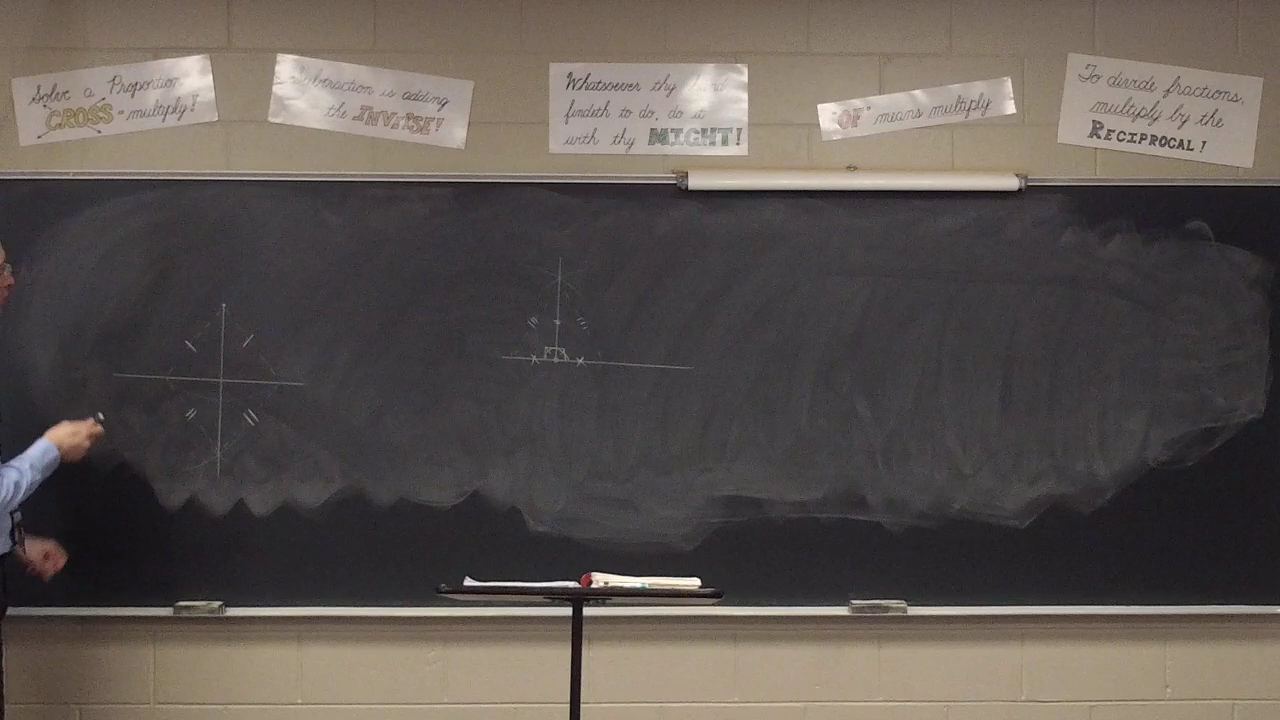 Solve a Proportion
"CROSS"-multiply!
Subtraction is adding
the INVERSE!
Whatsoever thy hand
findeth to do, do it
with thy MIGHT!
"OF" means multiply
To divide fractions,
multiply by the
RECIPROCAL!